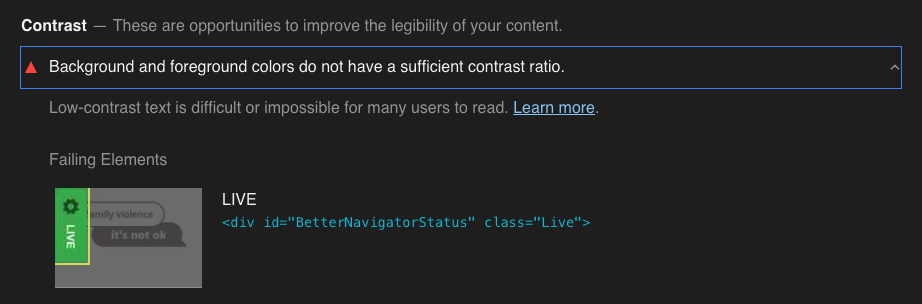 Contrast — These are opportunities to improve the legibility of your content.
Background and foreground colors do not have a sufficient contrast ratio.
Low-contrast text is difficult or impossible for many users to read. Learn more.
Failing Elements
LIVE
<div id="BetterNavigatorStatus" class="Live">
amily violence
it's not ok
LIVE